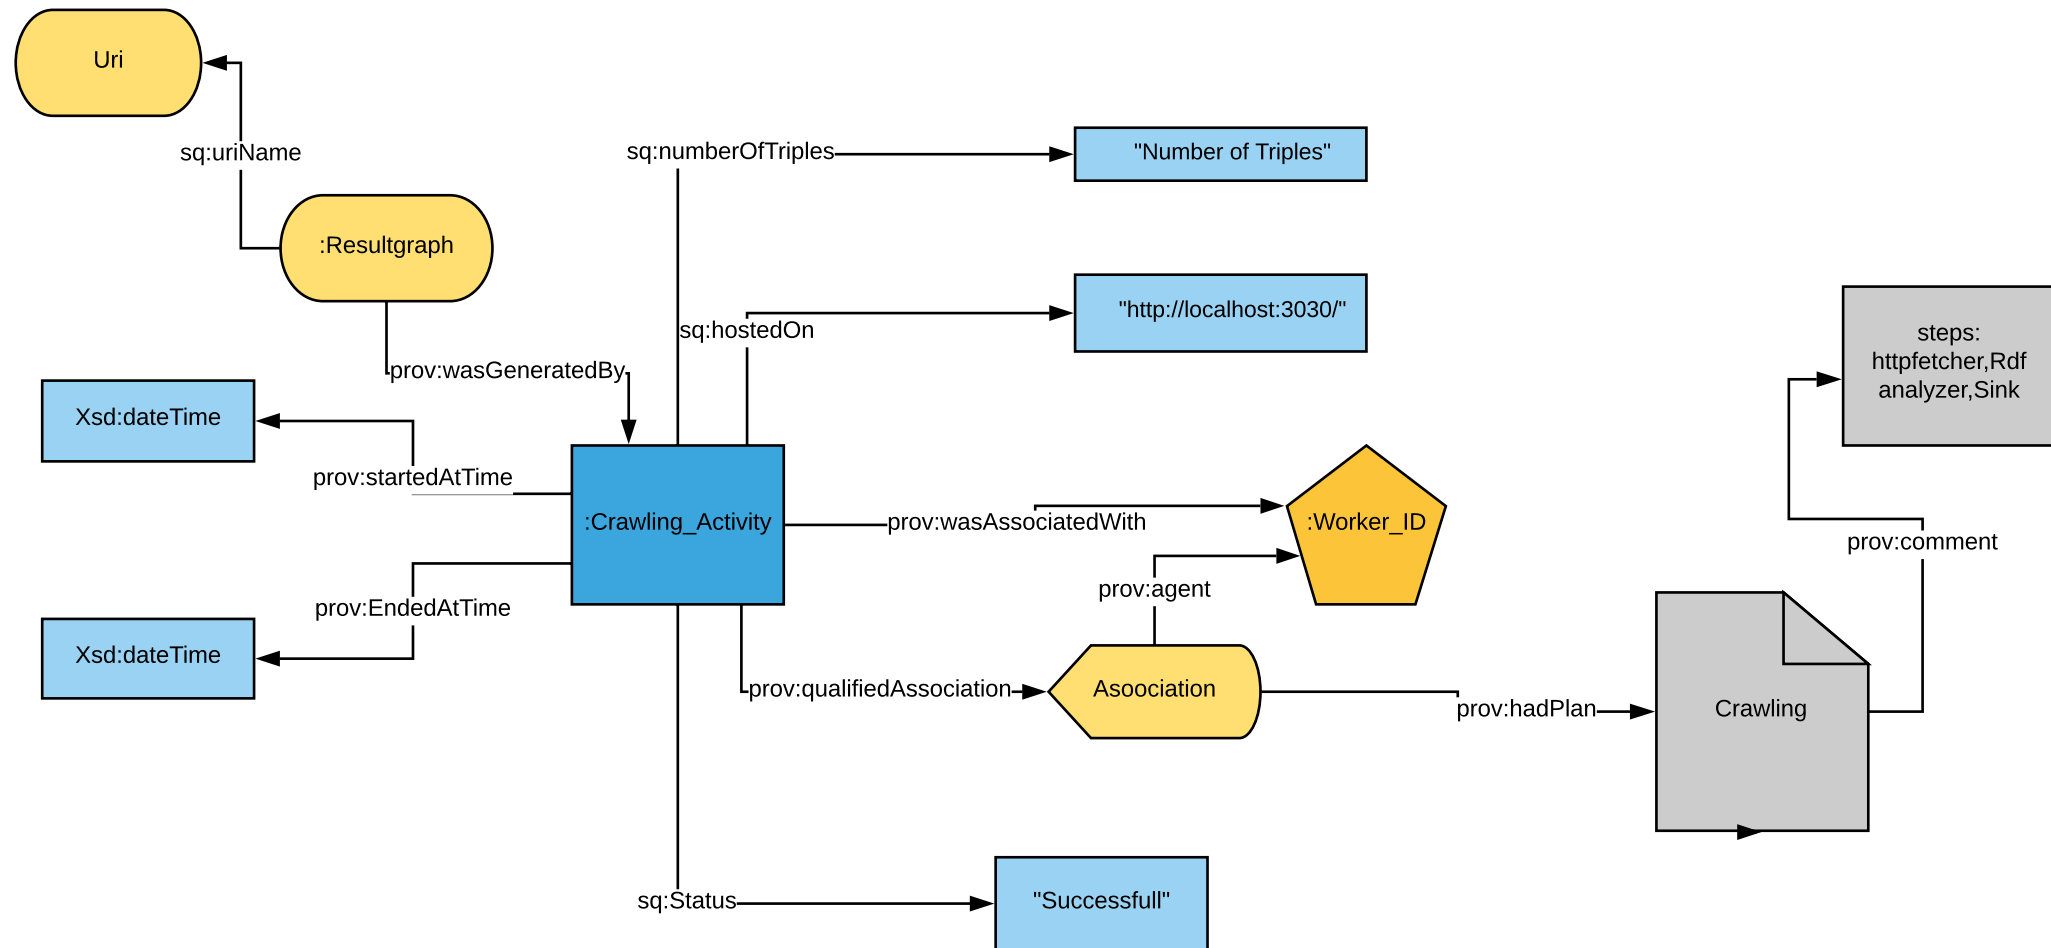 Uri
sq:uriName
:Resultgraph
prov:wasGeneratedBy
sq:numberOfTriples
"Number of Triples"
sq:hostedOn
"http://localhost:3030/"
Xsd:dateTime
prov:startedAtTime
:Crawling_Activity
prov:wasAssociatedWith
:Worker_ID
prov:EndedAtTime
Xsd:dateTime
prov:agent
prov:qualifiedAssociation
Asoociation
prov:hadPlan
Crawling
prov:comment
steps:
httpfetcher,Rdf
analyzer,Sink
sq:Status
"Successfull"